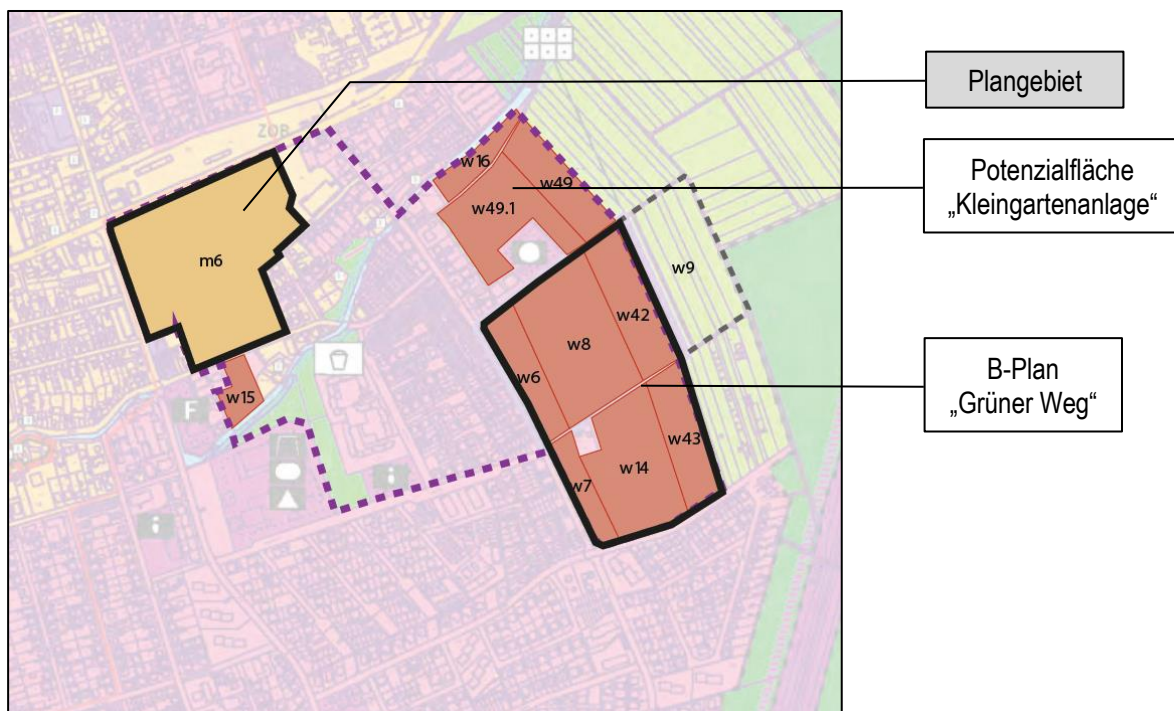 Plangebiet
ZOB
w16
Potenzialfläche
„Kleingartenanlage“
w49
w49.1
m6
w9
w42
w8
B-Plan
„Grüner Weg“
w6
w15
F
w43
w14
w7